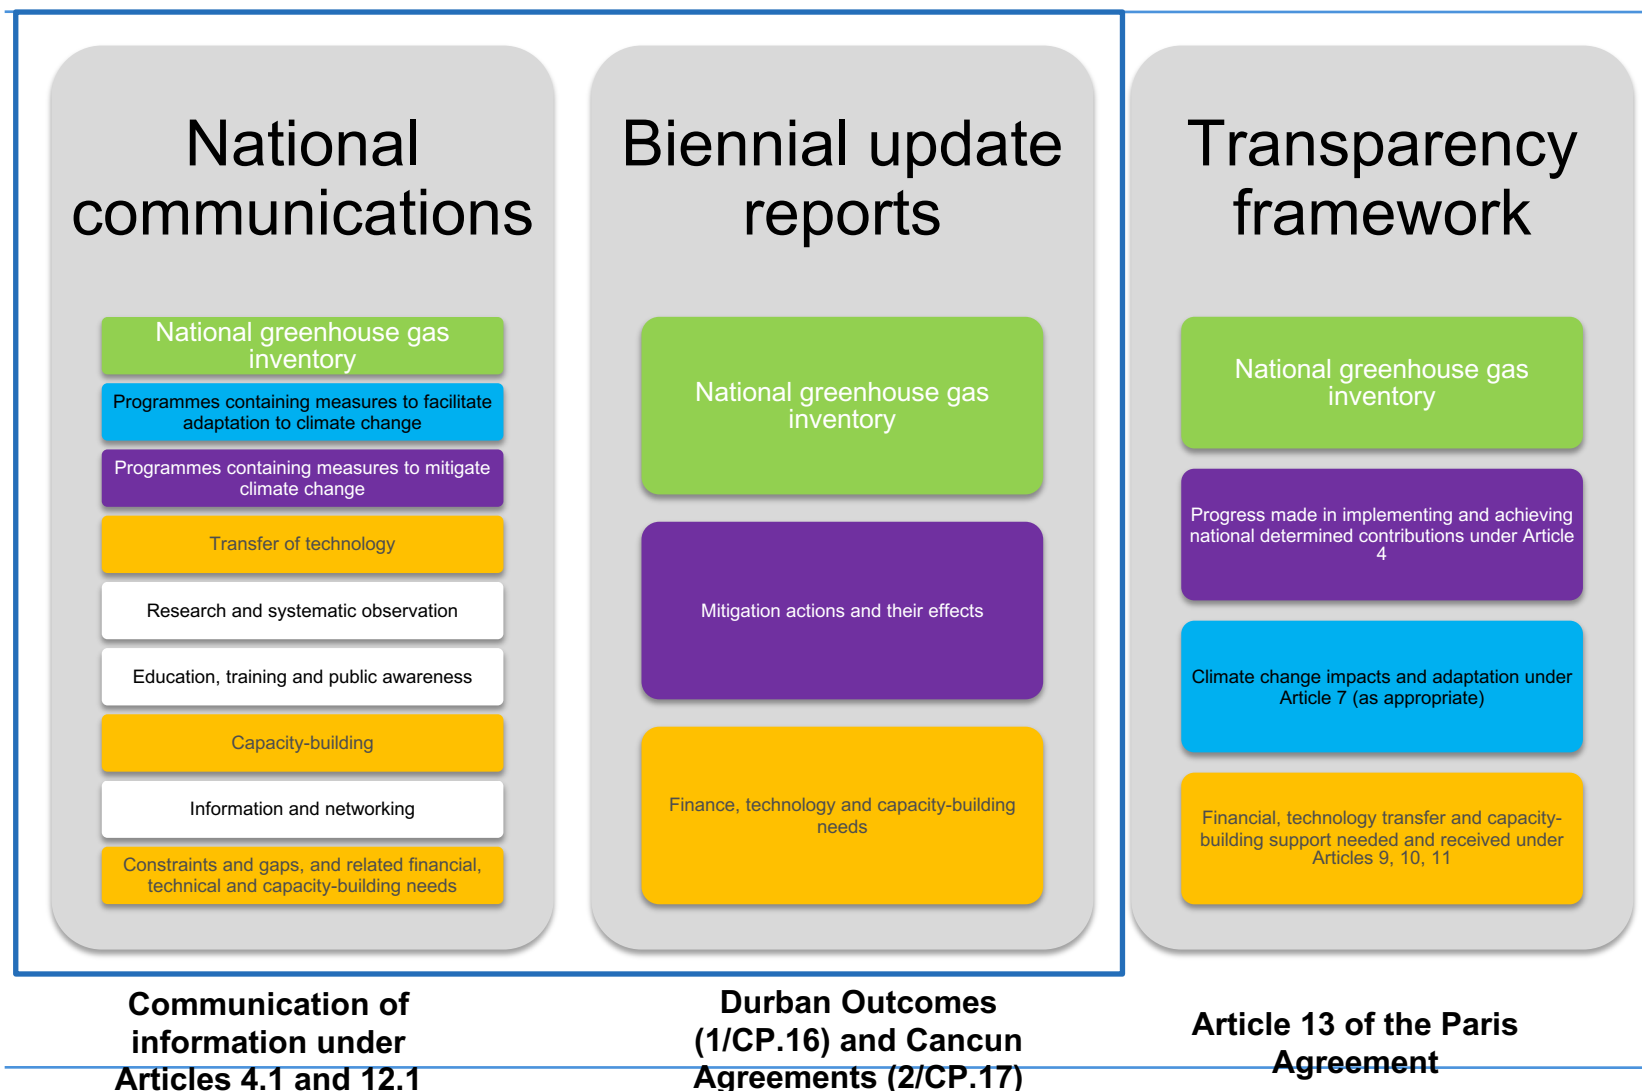 National
communications
National greenhouse gas
inventory
Programmes containing measures to facilitate
adaptation to climate change
Programmes containing measures to mitigate
climate change
Transfer of technology
Research and systematic observation
Education, training and public awareness
Capacity-building
Information and networking
Constraints and gaps, and related financial,
technical and capacity-building needs
Communication of
information under
Articles 4.1 and 12.1
Biennial update
reports
National greenhouse gas
inventory
Mitigation actions and their effects
Finance, technology and capacity-building
needs
Durban Outcomes
(1/CP.16) and Cancun
Agreements (2/CP.17)
Transparency
framework
National greenhouse gas
inventory
Progress made in implementing and achieving
national determined contributions under Article
4
Climate change impacts and adaptation under
Article 7 (as appropriate)
Financial, technology transfer and capacity-
building support needed and received under
Articles 9, 10, 11
Article 13 of the Paris
Agreement